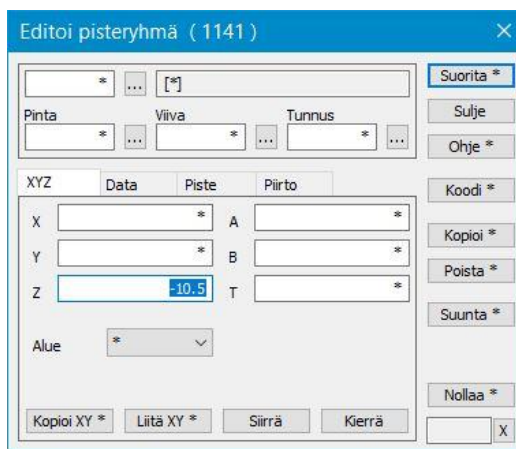 Editoi pisteryhmä ( 1141 ) ✕
* ... [*] Suorita *
Pinta Viiva Tunnus Sulje
* ... * ... * ... Ohje *
XYZ Data Piste Piirto Koodi *
X * A *
Y * B * Kopioi *
Z -10.5 T * Poista *
Alue * Suunta *
Nollaa *
Kopioi XY * Liitä XY * Siirrä Kierrä X